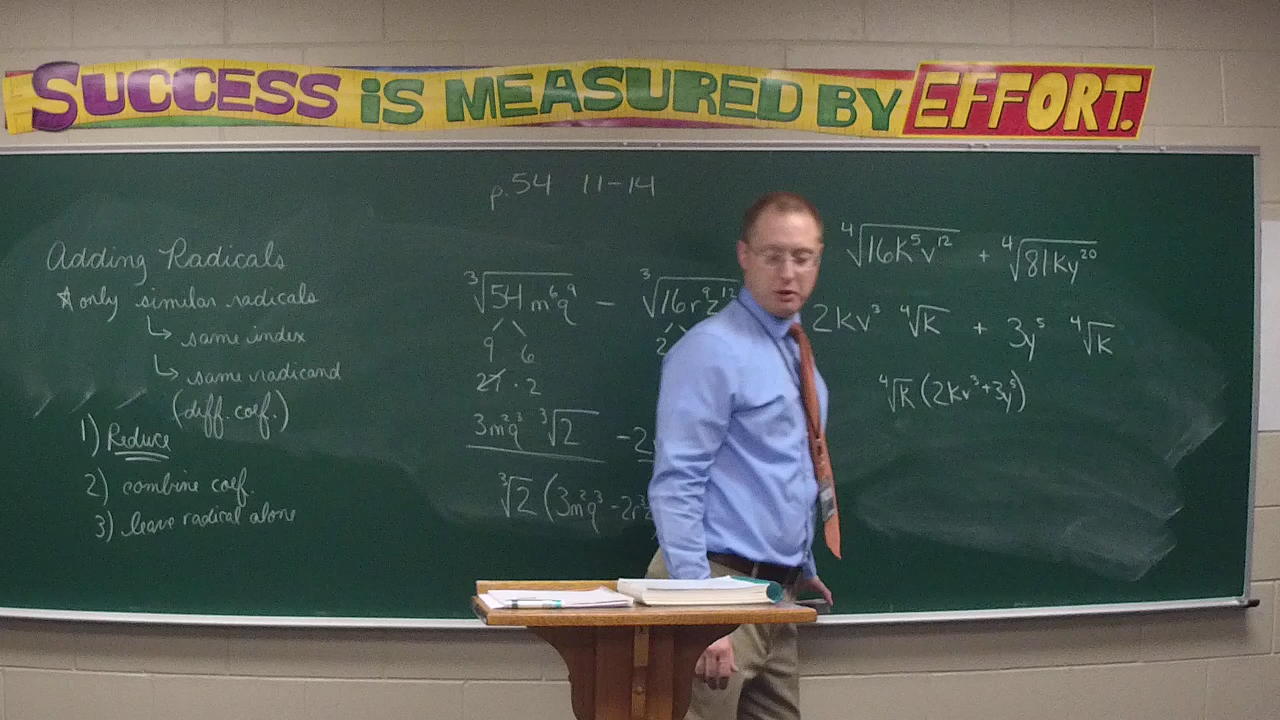 SUCCESS IS MEASURED BY EFFORT.
p.54 11-14
Adding Radicals
* only similar radicals
↳ same index
↳ same radicand
(diff. coef.)
1) Reduce
2) combine coef.
3) leave radical alone
∛54m⁶q⁹ − ∛16r⁹z¹²
9 6
27 · 2
3m²q³ ∛2 −2
∛2 (3m²q³ −2r³
⁴√16k⁵v¹² + ⁴√81ky²⁰
2kv³ ⁴√k + 3y⁵ ⁴√k
⁴√k (2kv³+3y⁵)